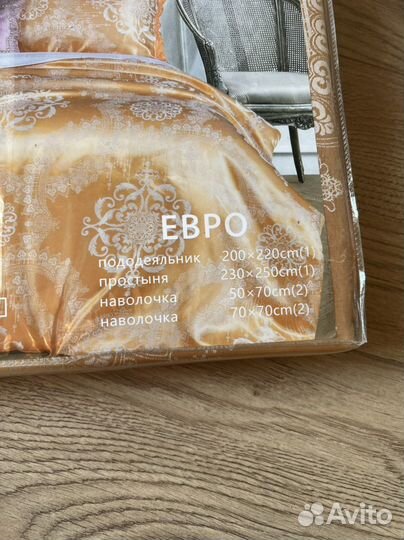 ЕВРО
пододеяльник 200×220cm(1)
простыня 230×250cm(1)
наволочка 50×70cm(2)
наволочка 70×70cm(2)
Avito